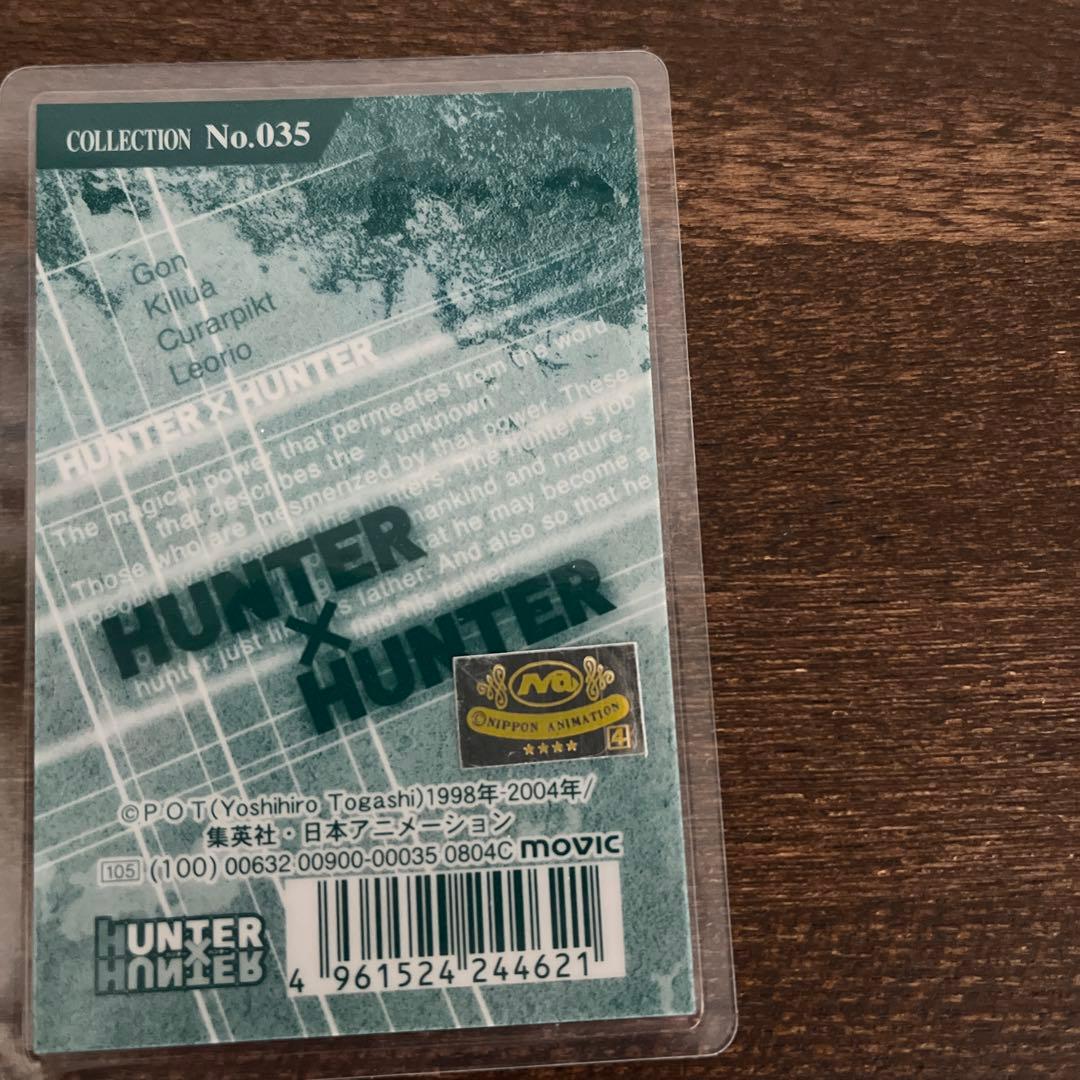 COLLECTION No.035
Gon
Killua
Curarpikt
Leorio
HUNTER×HUNTER
The magical power that permeates from the word
that describes the "unknown"
Those who are mesmerized by that power. These
people were called the Hunters. The Hunter's job
mankind and nature.
at he may become a
hunter just like his father. And also so that he
find his father.
HUNTER
×
HUNTER
NA
©NIPPON ANIMATION
★★★★ 4
©P・O・T(Yoshihiro Togashi)1998年-2004年/
集英社・日本アニメーション
105 (100) 00632 00900-00035 0804C movic
HUNTER
×
HUNTER
4 961524 244621